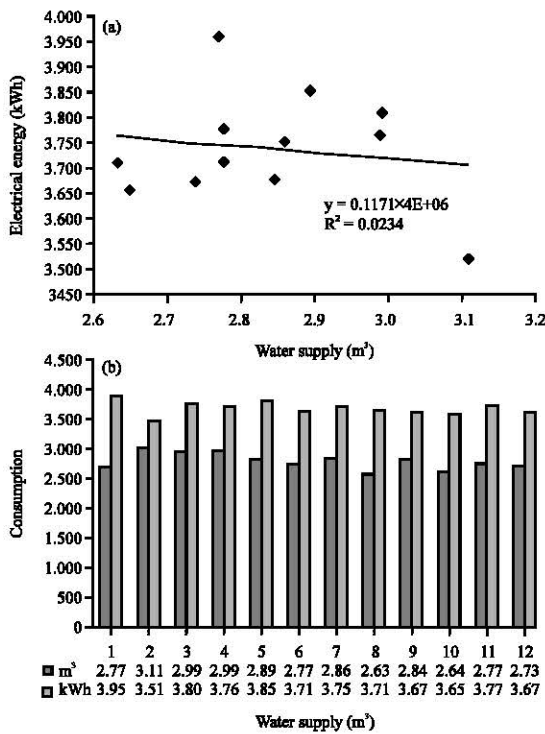 (a)
4.000
3.950
3.900
3.850
3.800
3.750
3.700
3.650
3.600
3.550
3.500
3450
Electrical energy (kWh)
y = 0.1171×4E+06
R² = 0.0234
2.6 2.7 2.8 2.9 3.0 3.1 3.2
Water supply (m³)
(b)
4.500
4.000
3.500
3.000
2.500
2.000
1.500
1.000
500
0
Consumption
1 2 3 4 5 6 7 8 9 10 11 12
m³ 2.77 3.11 2.99 2.99 2.89 2.77 2.86 2.63 2.84 2.64 2.77 2.73
kWh 3.95 3.51 3.80 3.76 3.85 3.71 3.75 3.71 3.67 3.65 3.77 3.67
Water supply (m³)